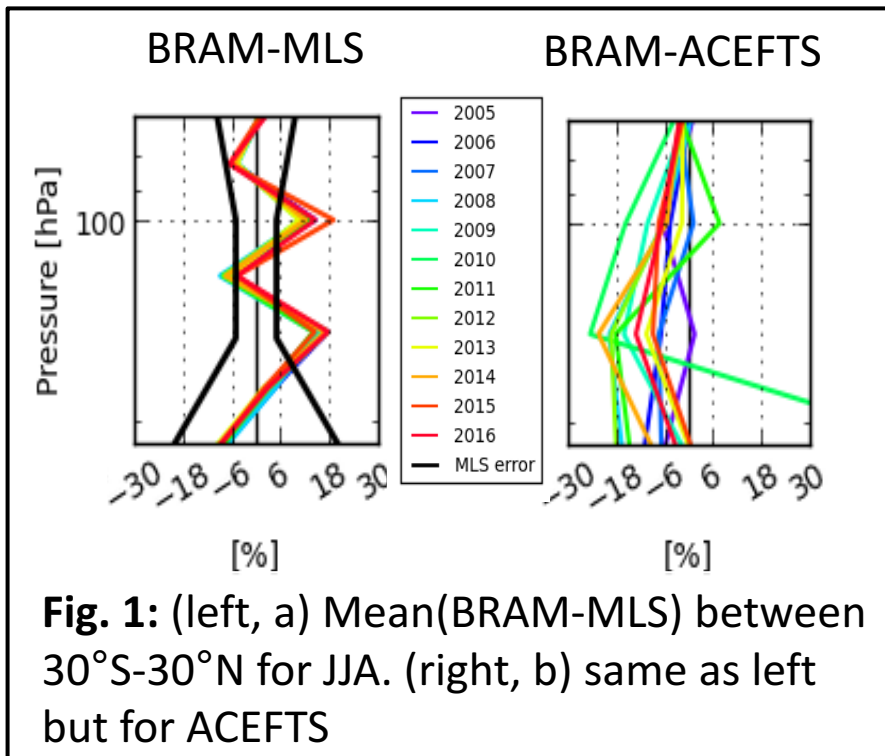 BRAM-MLS
BRAM-ACEFTS
Pressure [hPa]
100
−30 −18 −6 6 18 30
[%]
2005
2006
2007
2008
2009
2010
2011
2012
2013
2014
2015
2016
MLS error
−30 −18 −6 6 18 30
[%]
Fig. 1: (left, a) Mean(BRAM-MLS) between
30°S-30°N for JJA. (right, b) same as left
but for ACEFTS